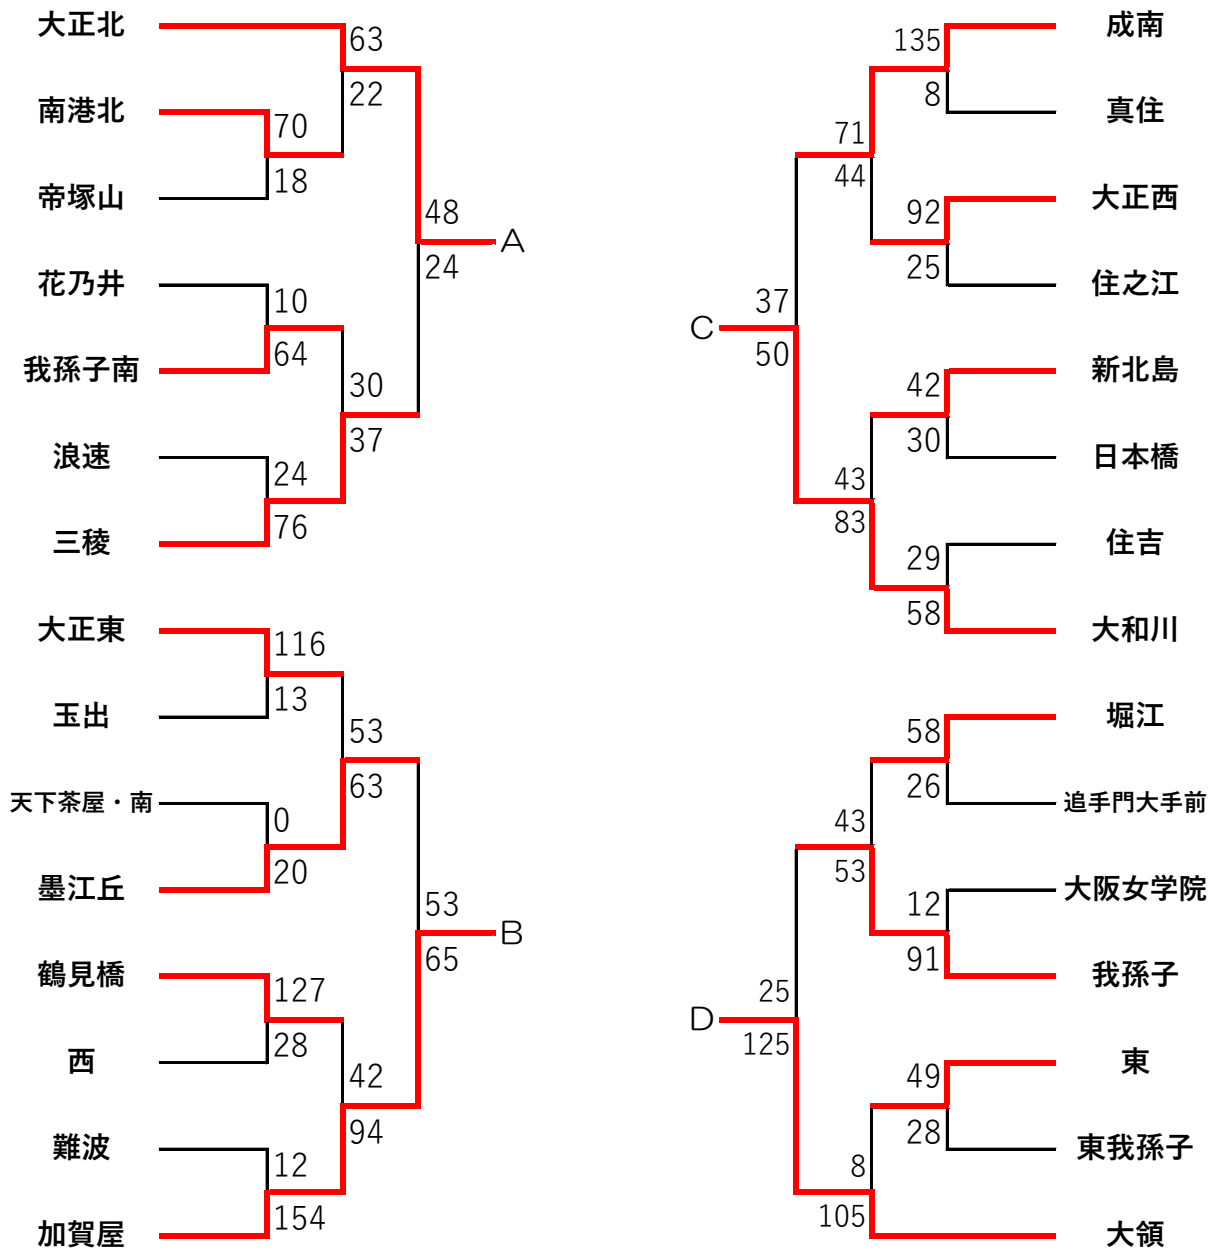 大正北
63
22
南港北
70
18
帝塚山
48
A
24
花乃井
10
64
我孫子南
30
37
浪速
24
76
三稜
大正東
116
13
玉出
53
63
天下茶屋・南
0
20
墨江丘
53
B
65
鶴見橋
127
28
西
42
94
難波
12
154
加賀屋
成南
135
8
真住
71
44
大正西
92
25
住之江
37
C
50
新北島
42
30
日本橋
43
83
住吉
29
58
大和川
堀江
58
26
追手門大手前
43
53
大阪女学院
12
91
我孫子
25
D
125
東
49
28
東我孫子
8
105
大領